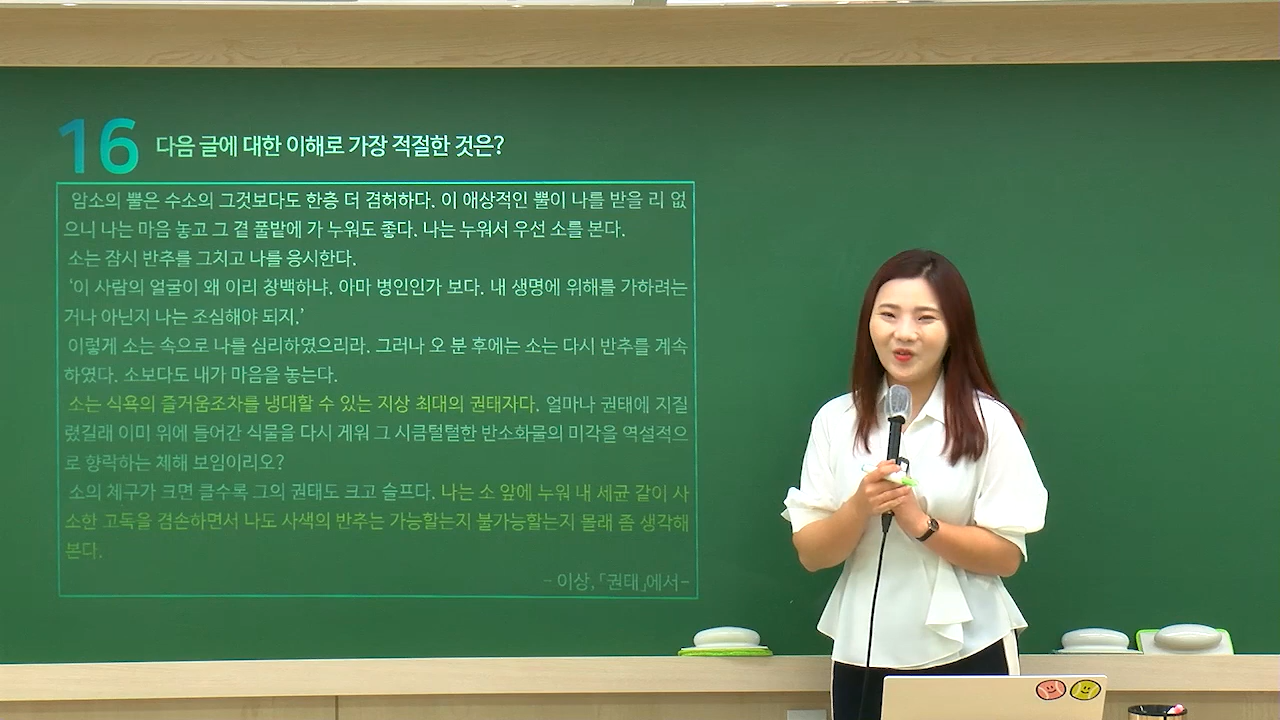 16 다음 글에 대한 이해로 가장 적절한 것은?
암소의 뿔은 수소의 그것보다도 한층 더 겸허하다. 이 애상적인 뿔이 나를 받을 리 없
으니 나는 마음 놓고 그 곁 풀밭에 가 누워도 좋다. 나는 누워서 우선 소를 본다.
소는 잠시 반추를 그치고 나를 응시한다.
‘이 사람의 얼굴이 왜 이리 창백하냐. 아마 병인인가 보다. 내 생명에 위해를 가하려는
거나 아닌지 나는 조심해야 되지.’
이렇게 소는 속으로 나를 심리하였으리라. 그러나 오 분 후에는 소는 다시 반추를 계속
하였다. 소보다도 내가 마음을 놓는다.
소는 식욕의 즐거움조차를 냉대할 수 있는 지상 최대의 권태자다. 얼마나 권태에 지질
렸길래 이미 위에 들어간 식물을 다시 게워 그 시큼털털한 반소화물의 미각을 역설적으
로 향락하는 체해 보임이리오?
소의 체구가 크면 클수록 그의 권태도 크고 슬프다. 나는 소 앞에 누워 내 세균 같이 사
소한 고독을 겸손하면서 나도 사색의 반추는 가능할는지 불가능할는지 몰래 좀 생각해
본다.
- 이상, 「권태」에서 -